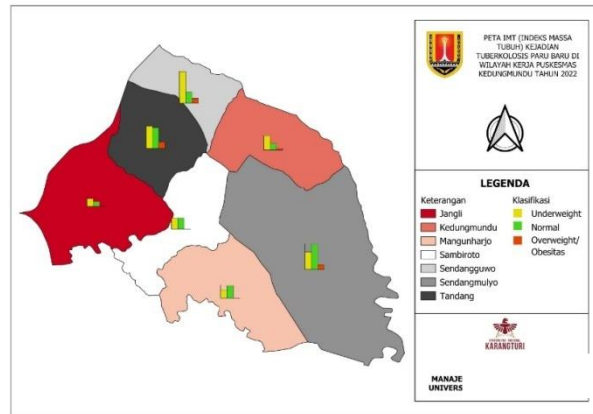 PETA IMT (INDEKS MASSA
TUBUH) KEJADIAN
TUBERKOLOSIS PARU BARU DI
WILAYAH KERJA PUSKESMAS
KEDUNGMUNDU TAHUN 2022
LEGENDA
Keterangan
Jangli
Kedungmundu
Mangunharjo
Sambiroto
Sendangguwo
Sendangmulyo
Tandang
Klasifikasi
Underweight
Normal
Overweight/
Obesitas
KARANGTURI
MANAJE
UNIVERS